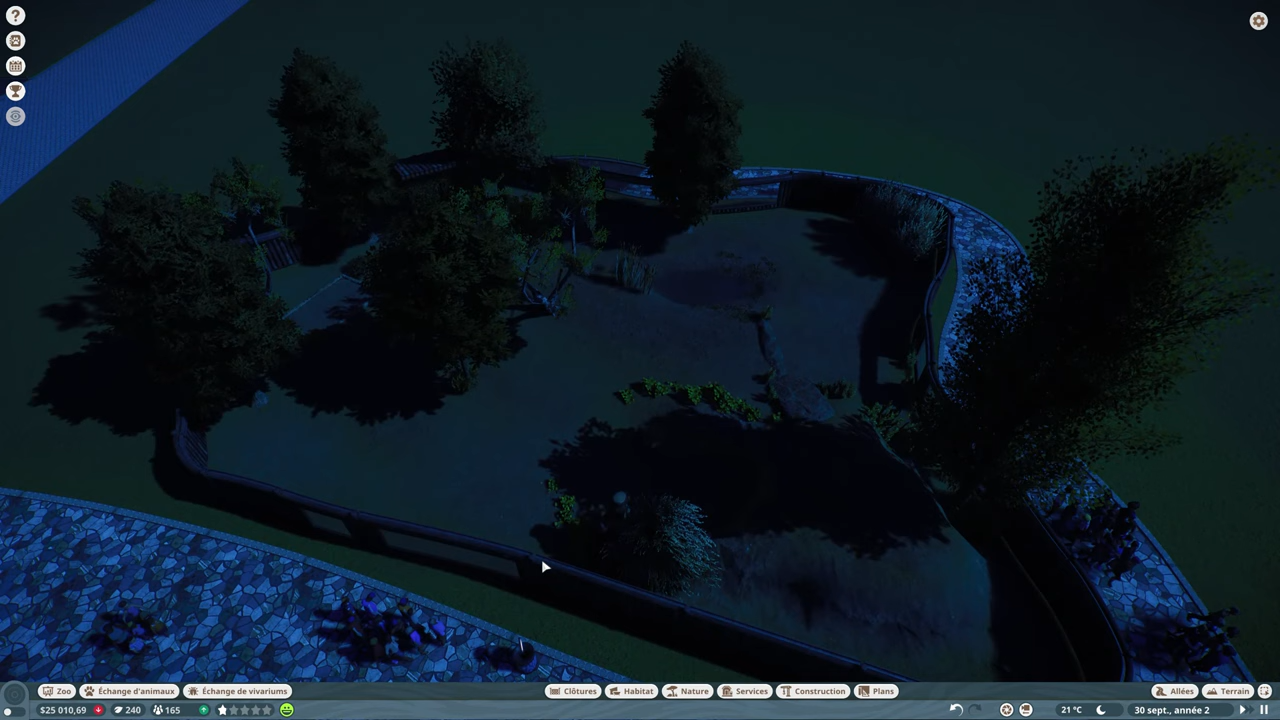 ?
Zoo Échange d'animaux Échange de vivariums Clôtures Habitat Nature Services Construction Plans Allées Terrain
$25 010,69 240 165 21 °C 30 sept., année 2